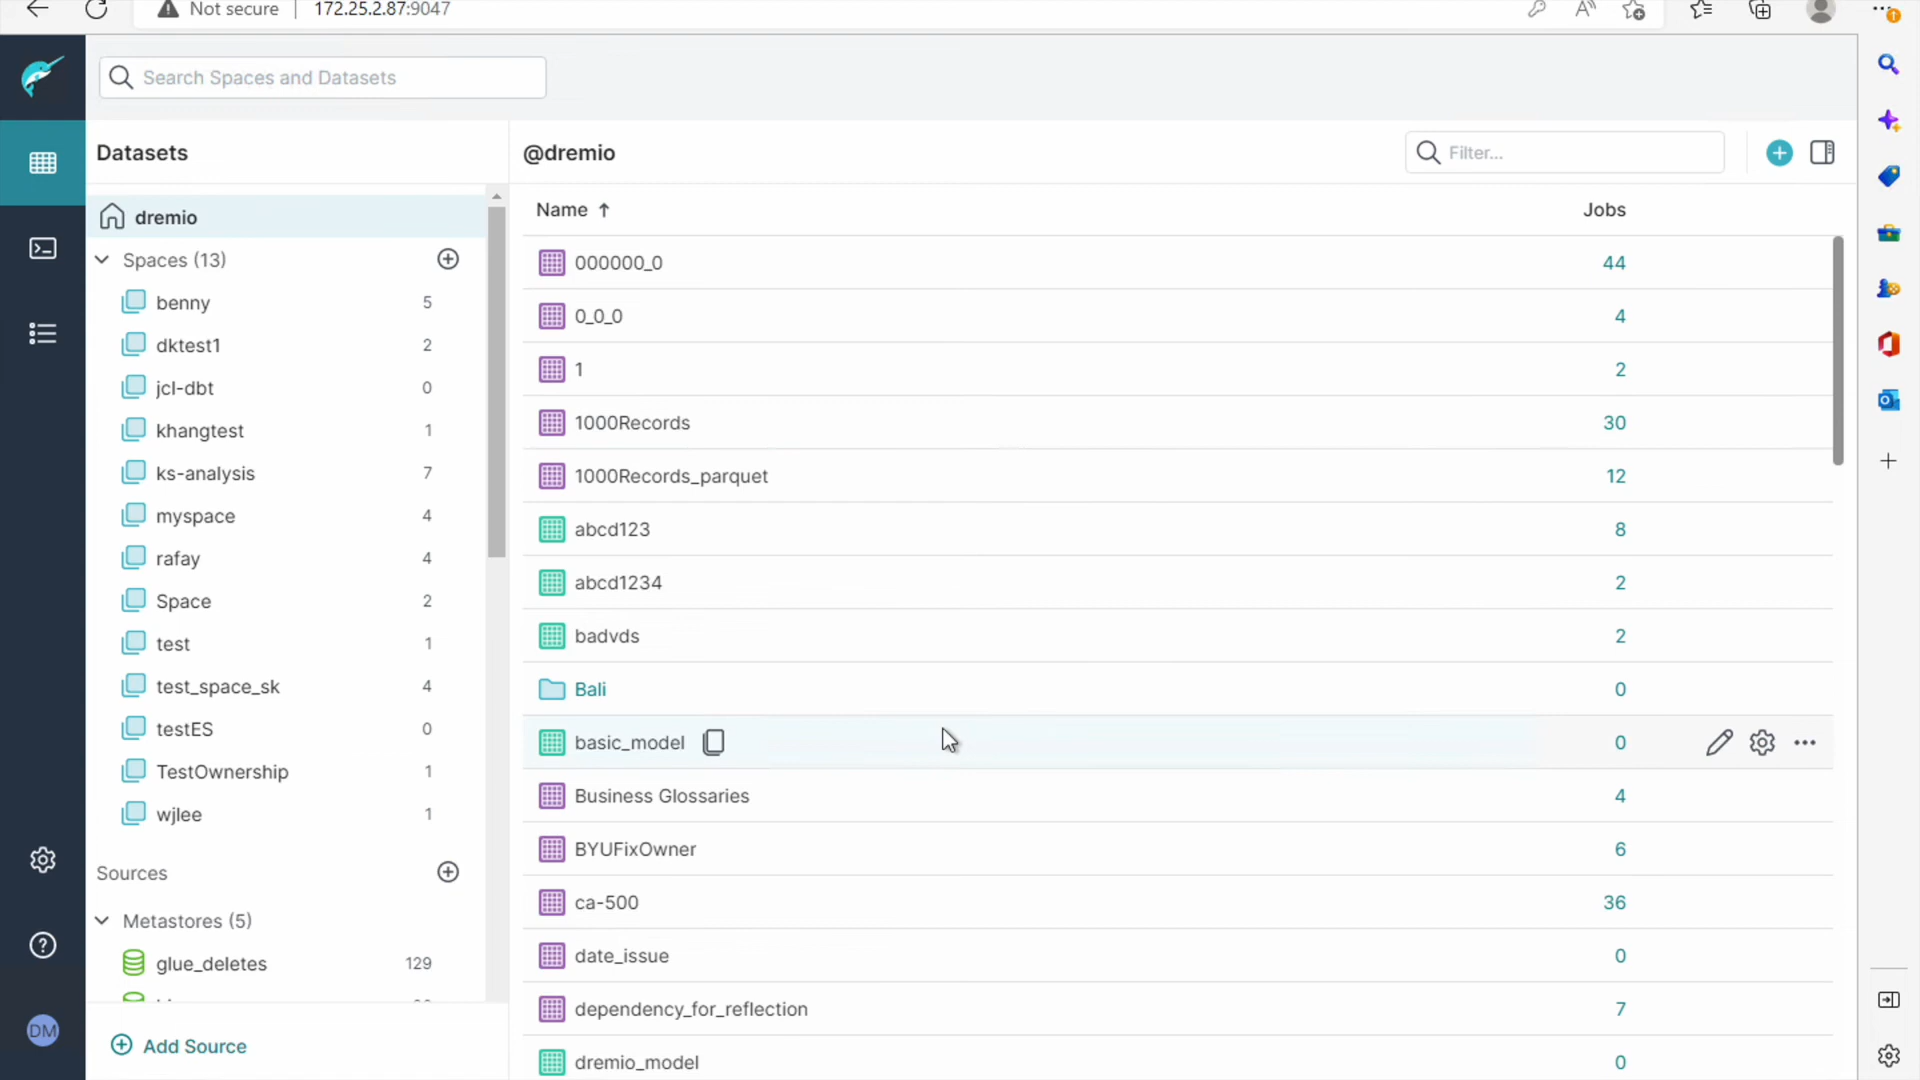 Not secure
172.25.2.87:9047
Search Spaces and Datasets
Datasets
dremio
Spaces (13)
benny 5
dktest1 2
jcl-dbt 0
khangtest 1
ks-analysis 7
myspace 4
rafay 4
Space 2
test 1
test_space_sk 4
testES 0
TestOwnership 1
wjlee 1
Sources
Metastores (5)
glue_deletes 129
DM
Add Source
@dremio
Filter...
Name Jobs
000000_0 44
0_0_0 4
1 2
1000Records 30
1000Records_parquet 12
abcd123 8
abcd1234 2
badvds 2
Bali 0
basic_model 0
Business Glossaries 4
BYUFixOwner 6
ca-500 36
date_issue 0
dependency_for_reflection 7
dremio_model 0